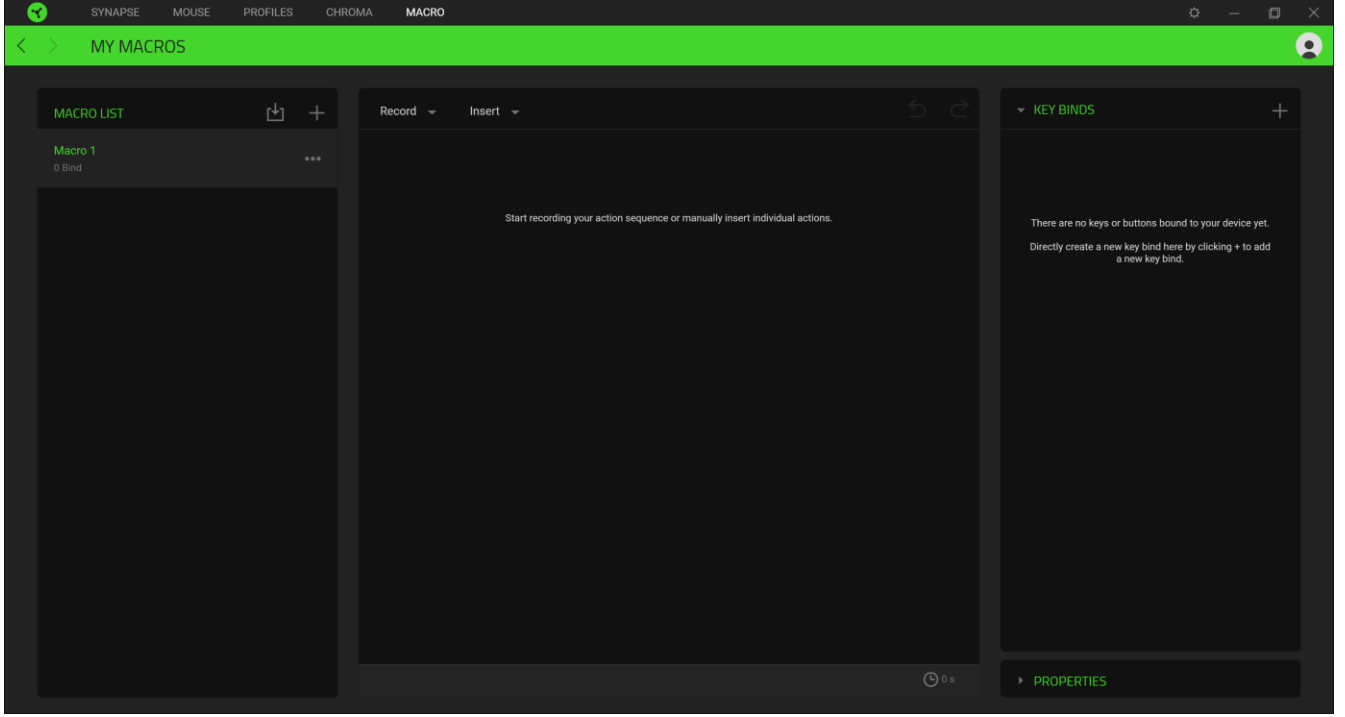 SYNAPSE MOUSE PROFILES CHROMA MACRO
MY MACROS
MACRO LIST
Macro 1
0 Bind
Record Insert
Start recording your action sequence or manually insert individual actions.
0 s
KEY BINDS
There are no keys or buttons bound to your device yet.
Directly create a new key bind here by clicking + to add
a new key bind.
PROPERTIES